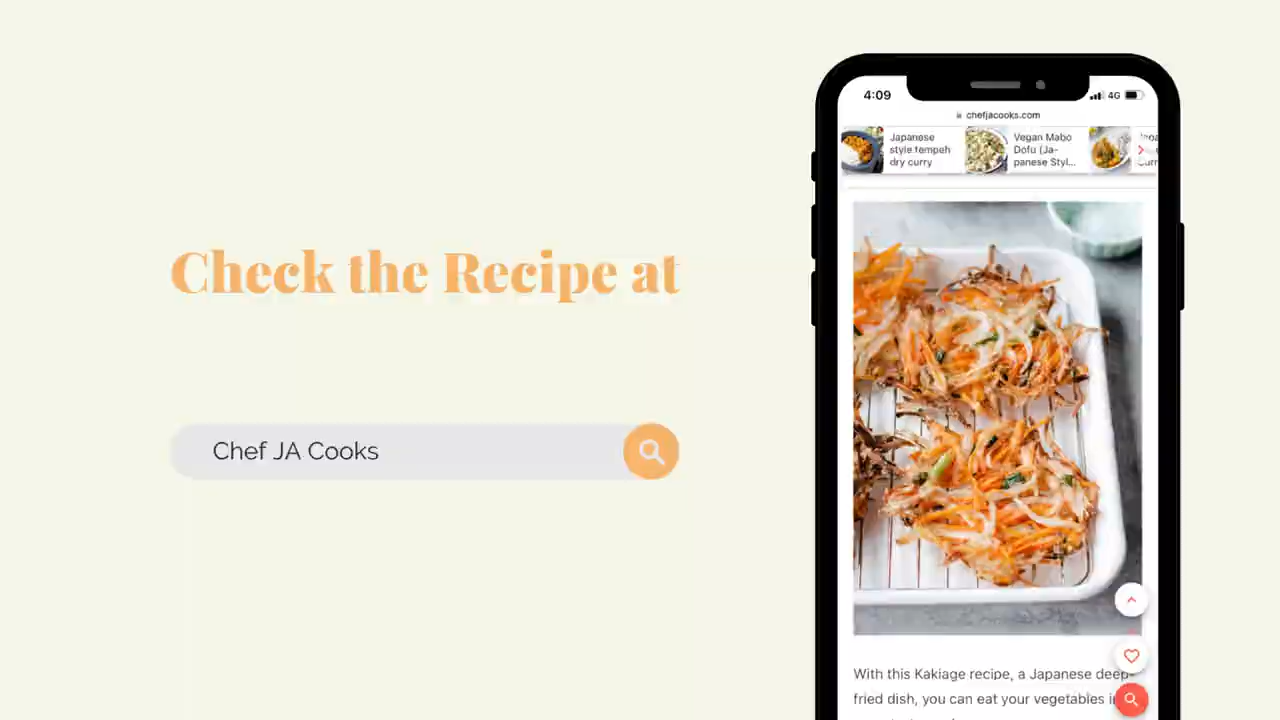 Check the Recipe at
Chef JA Cooks
4:09
4G
chefjacooks.com
Japanese
style tempeh
dry curry
Vegan Mabo
Dofu (Ja-
panese Styl...
With this Kakiage recipe, a Japanese deep-
fried dish, you can eat your vegetables